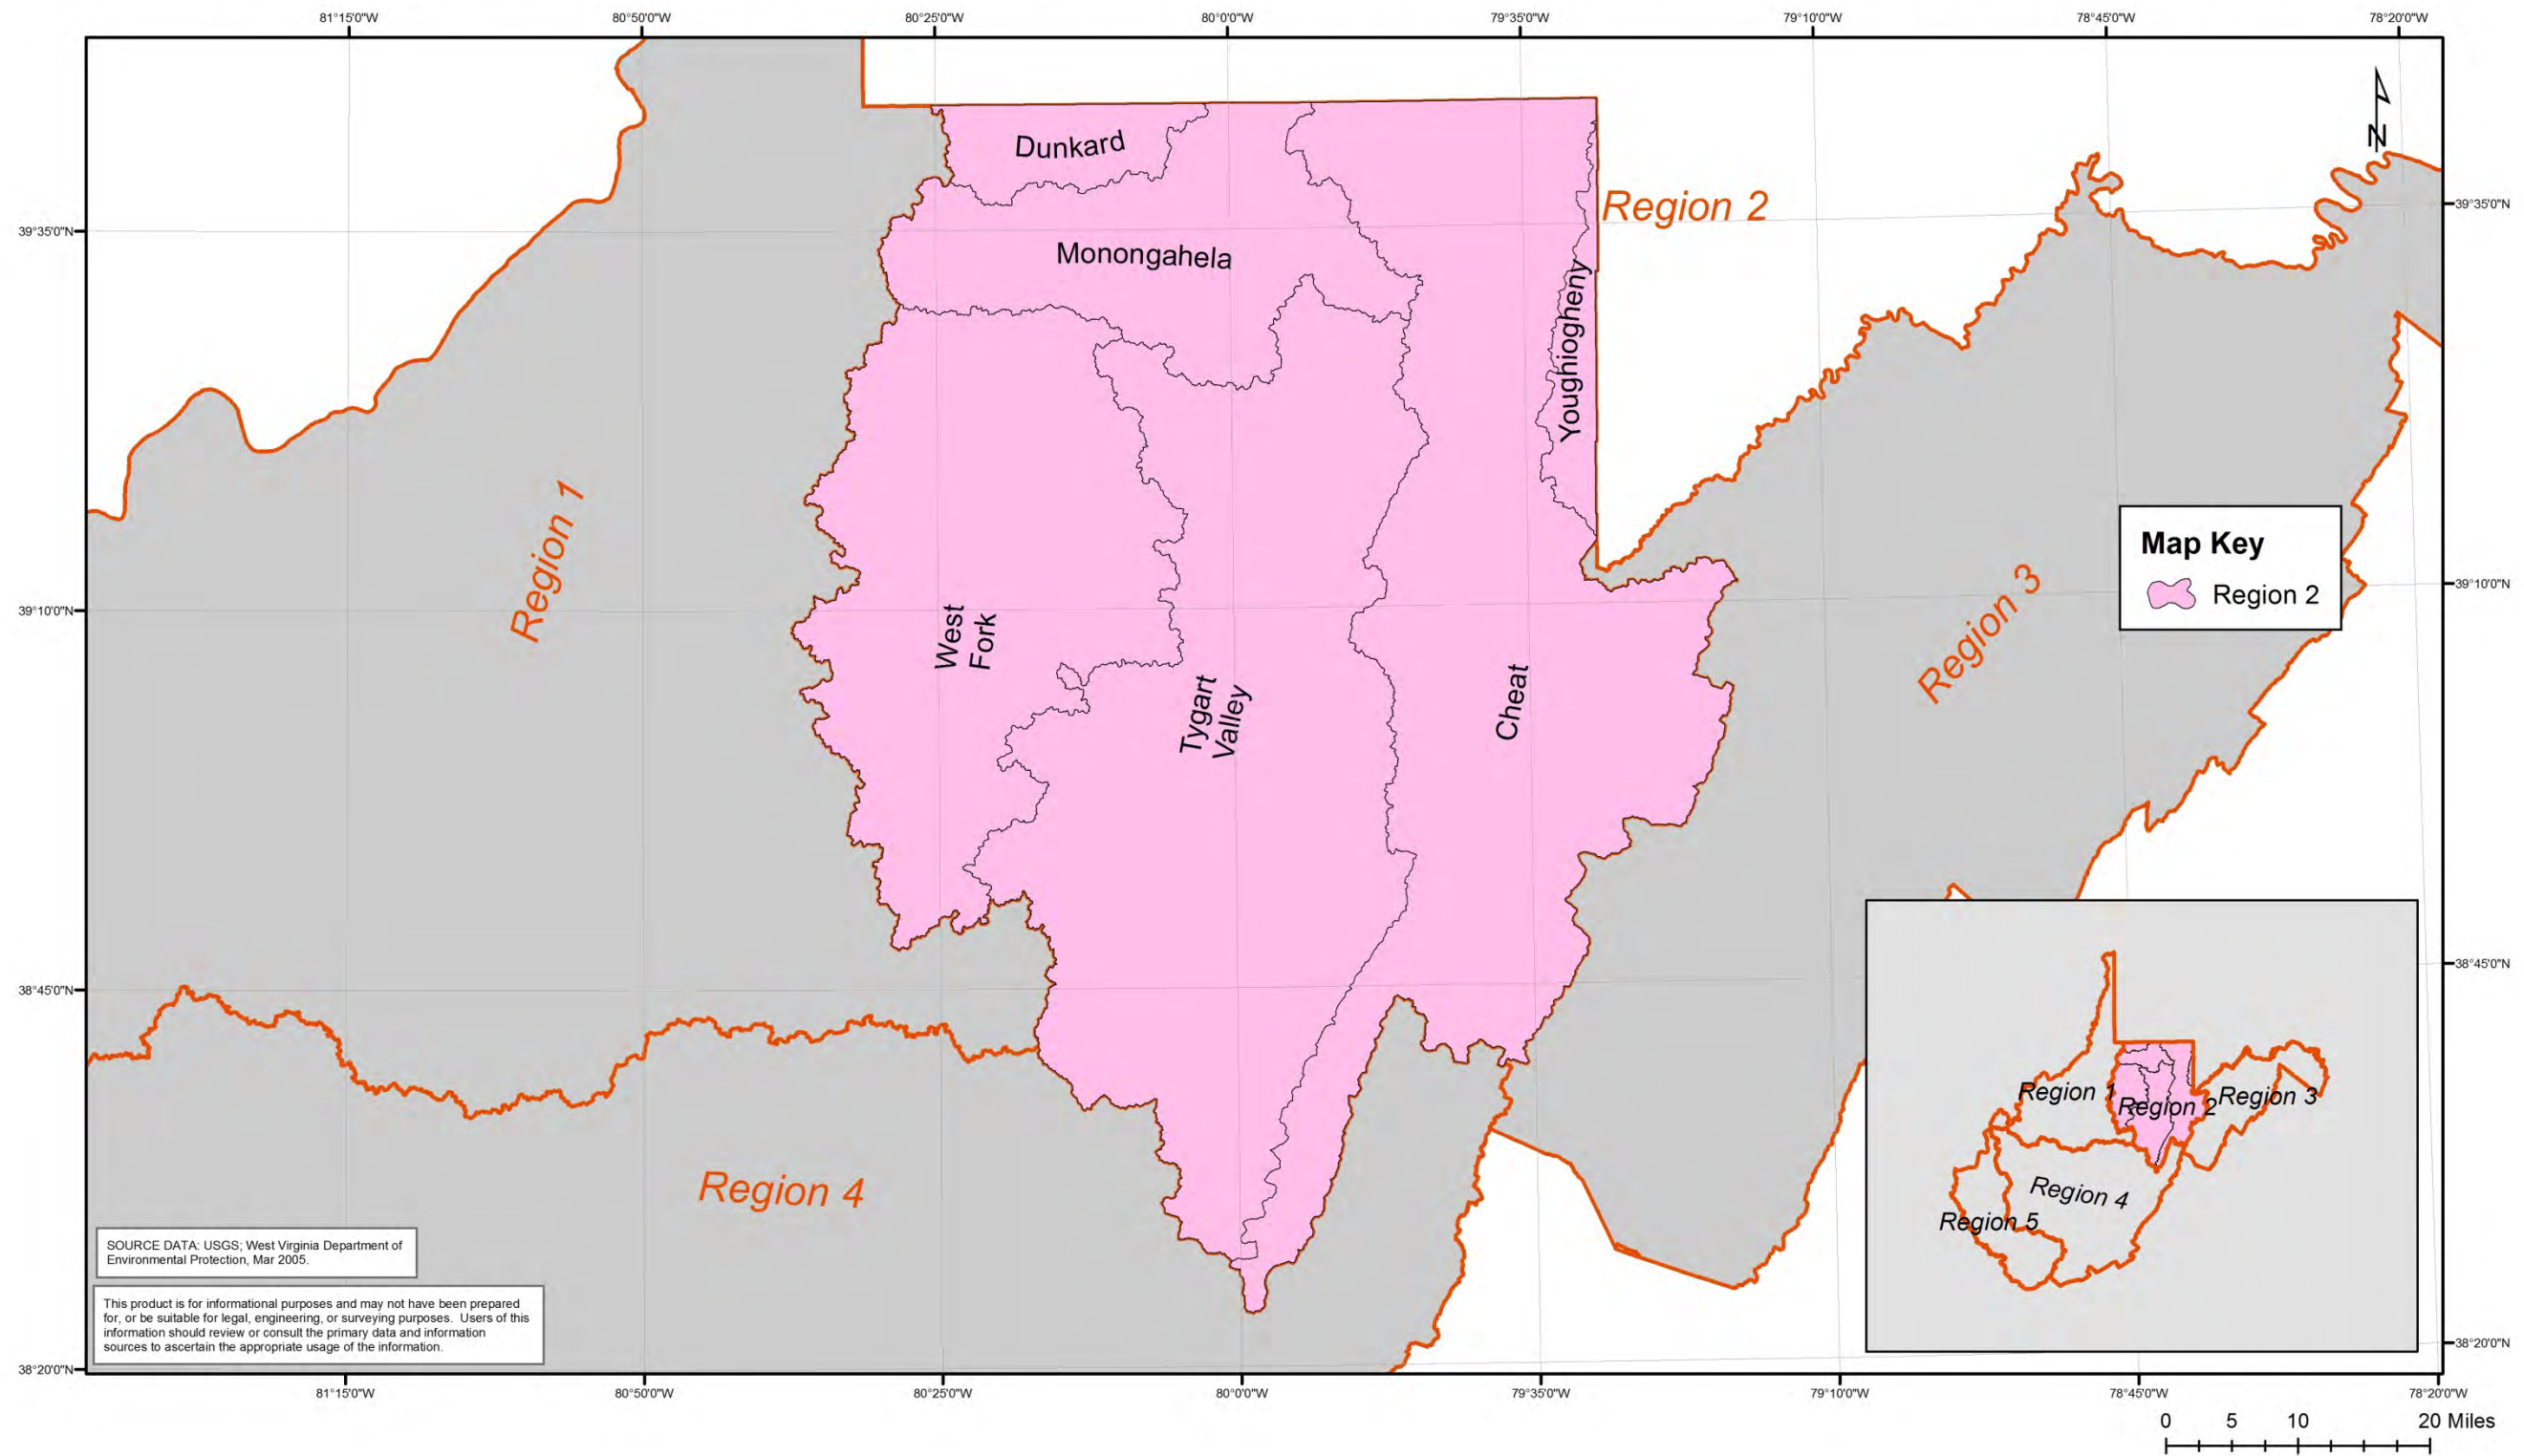 81°15'0"W 80°50'0"W 80°25'0"W 80°0'0"W 79°35'0"W 79°10'0"W 78°45'0"W 78°20'0"W
N
Dunkard
Region 2
39°35'0"N
39°35'0"N
Monongahela
Youghiogheny
Region 1
Map Key
Region 2
39°10'0"N
39°10'0"N
West
Fork
Tygart
Valley
Cheat
Region 3
38°45'0"N
38°45'0"N
Region 1
Region 2
Region 3
Region 4
Region 5
Region 4
SOURCE DATA: USGS; West Virginia Department of
Environmental Protection, Mar 2005.
This product is for informational purposes and may not have been prepared
for, or be suitable for legal, engineering, or surveying purposes. Users of this
information should review or consult the primary data and information
sources to ascertain the appropriate usage of the information.
38°20'0"N
38°20'0"N
81°15'0"W 80°50'0"W 80°25'0"W 80°0'0"W 79°35'0"W 79°10'0"W 78°45'0"W 78°20'0"W
0 5 10 20 Miles